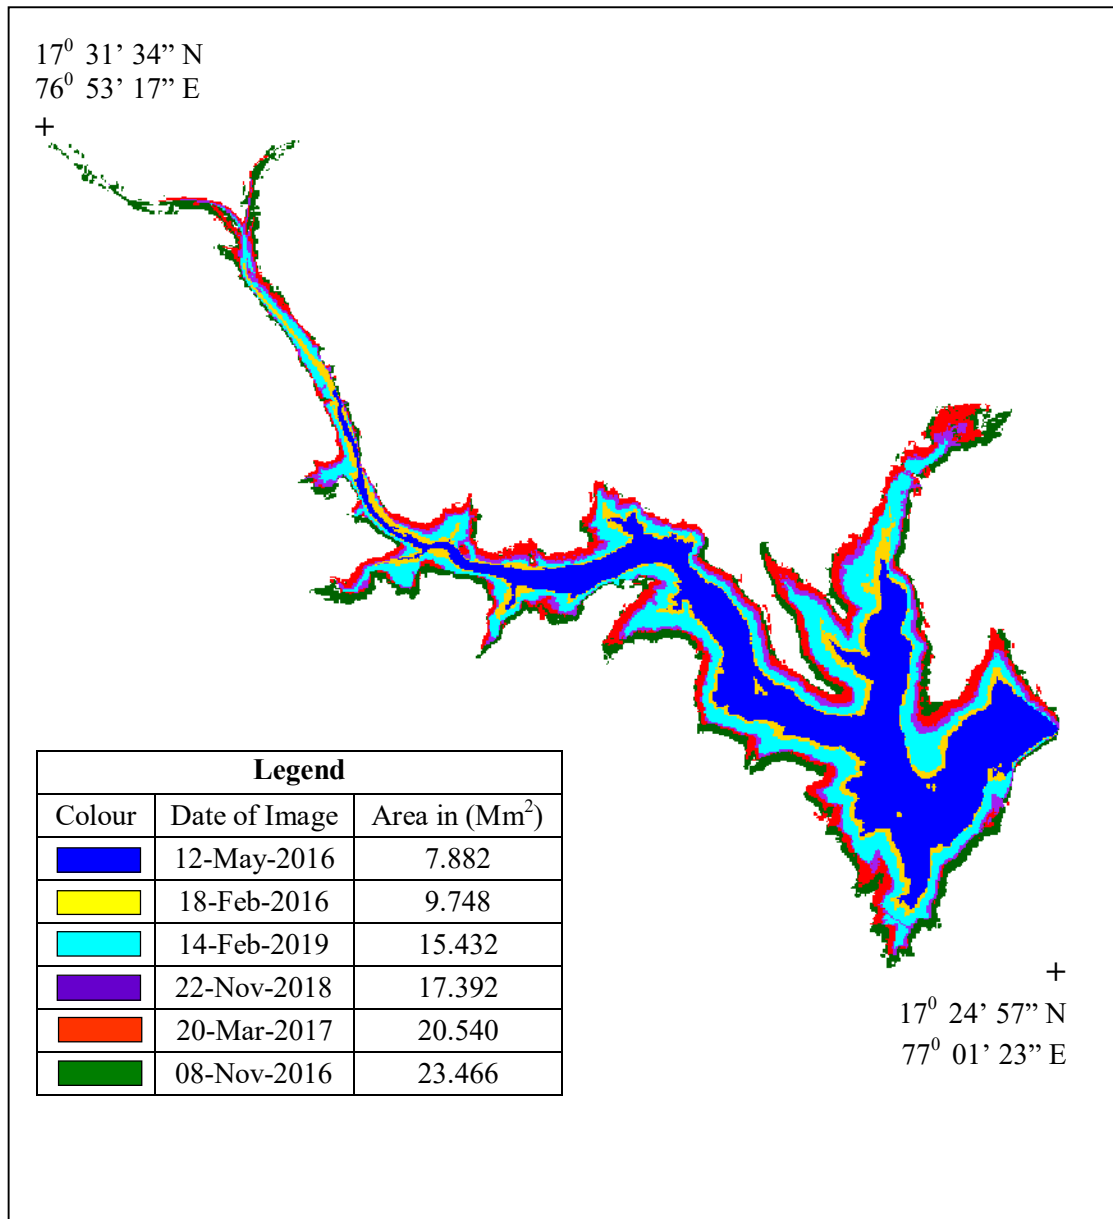 17⁰ 31’ 34” N
76⁰ 53’ 17” E
+
Legend
Colour Date of Image Area in (Mm²)
12-May-2016 7.882
18-Feb-2016 9.748
14-Feb-2019 15.432
22-Nov-2018 17.392
20-Mar-2017 20.540
08-Nov-2016 23.466
+
17⁰ 24’ 57” N
77⁰ 01’ 23” E